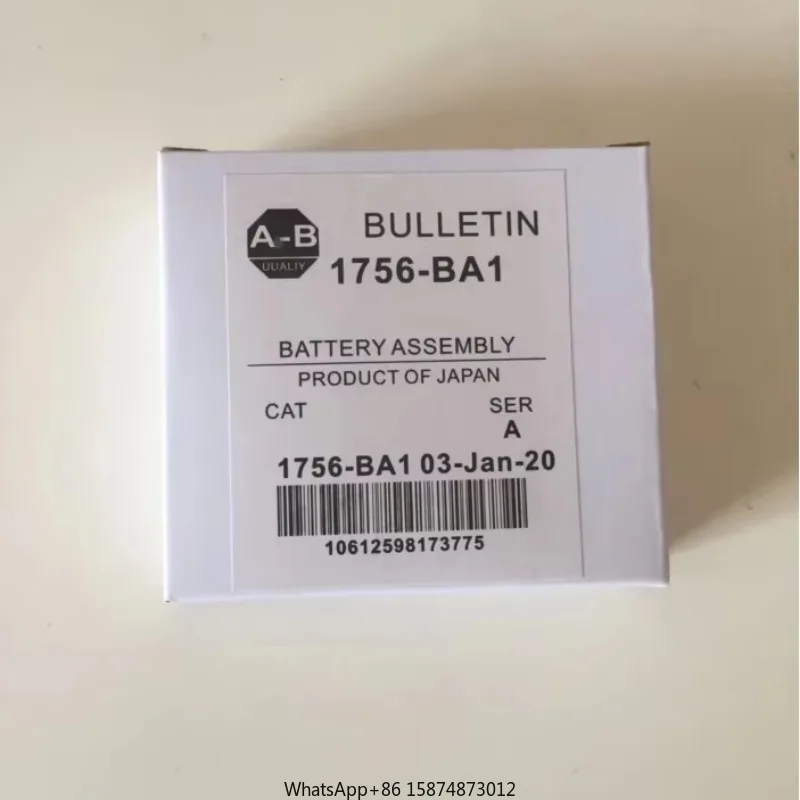 A-B
QUALIY
BULLETIN
1756-BA1
BATTERY ASSEMBLY
PRODUCT OF JAPAN
CAT
SER
A
1756-BA1 03-Jan-20
10612598173775
WhatsApp+86 15874873012